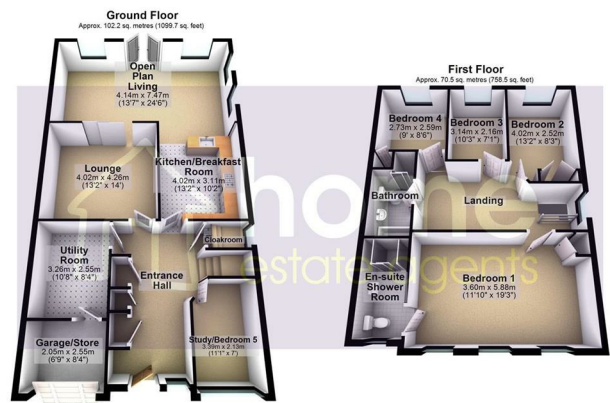 Ground Floor
Approx. 102.2 sq. metres (1099.7 sq. feet)
Open
Plan
Living
4.14m x 7.47m
(13'7" x 24'6")
Lounge
4.02m x 4.26m
(13'2" x 14')
Kitchen/Breakfast
Room
4.02m x 3.11m
(13'2" x 10'2")
Cloakroom
Utility
Room
3.26m x 2.55m
(10'8" x 8'4")
Entrance
Hall
Garage/Store
2.05m x 2.55m
(6'9" x 8'4")
Study/Bedroom 5
3.39m x 2.13m
(11'1" x 7')
First Floor
Approx. 70.5 sq. metres (758.5 sq. feet)
Bedroom 4
2.73m x 2.59m
(9' x 8'6")
Bedroom 3
3.14m x 2.16m
(10'3" x 7'1")
Bedroom 2
4.02m x 2.52m
(13'2" x 8'3")
Bathroom
Landing
En-suite
Shower
Room
Bedroom 1
3.60m x 5.88m
(11'10" x 19'3")
home
estate agents